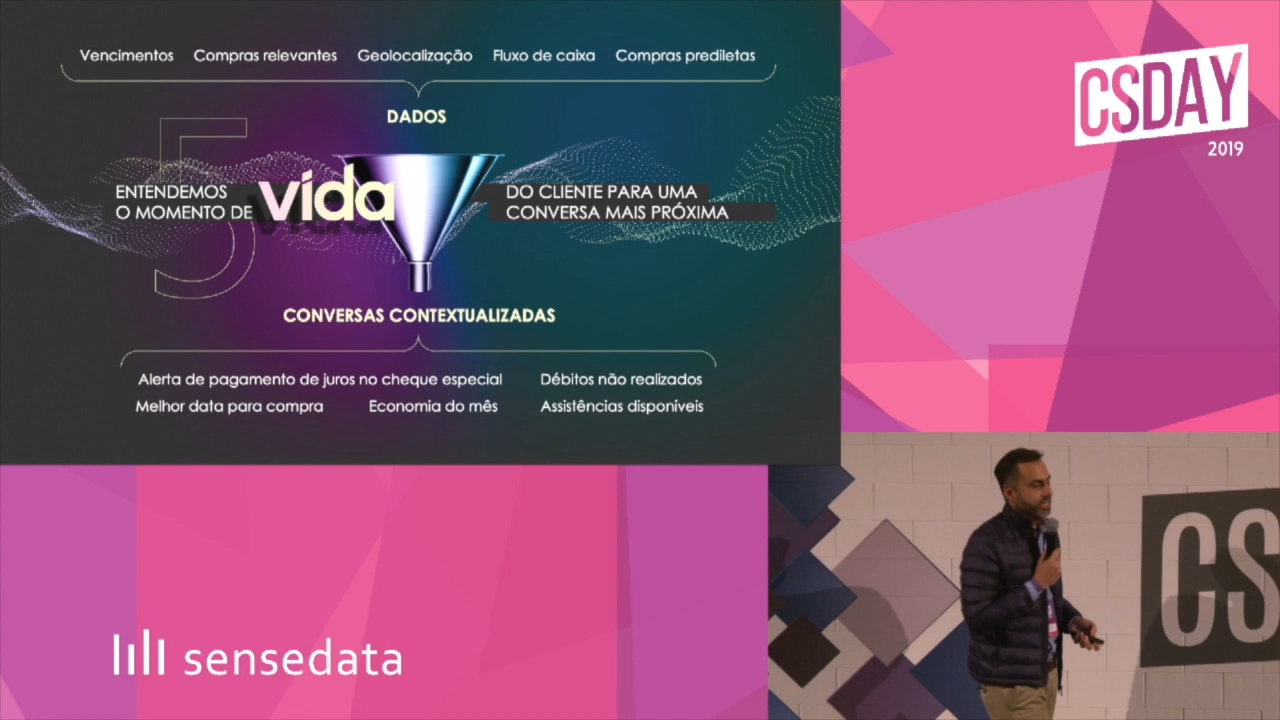 Vencimentos Compras relevantes Geolocalização Fluxo de caixa Compras prediletas
DADOS
5
ENTENDEMOS
O MOMENTO DE
vida
DO CLIENTE PARA UMA
CONVERSA MAIS PRÓXIMA
CONVERSAS CONTEXTUALIZADAS
Alerta de pagamento de juros no cheque especial Débitos não realizados
Melhor data para compra Economia do mês Assistências disponíveis
CSDAY
2019
CS
sensedata